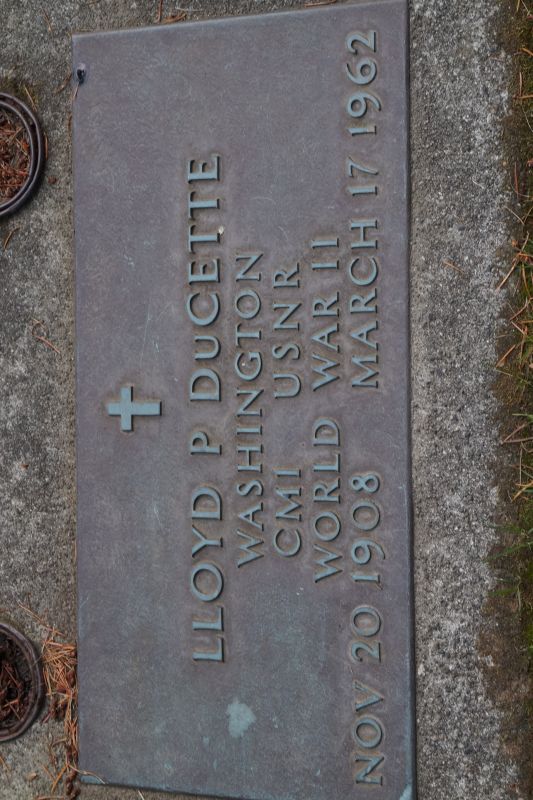 LLOYD P DUCETTE
WASHINGTON
CM1 USNR
WORLD WAR II
NOV 20 1908 MARCH 17 1962